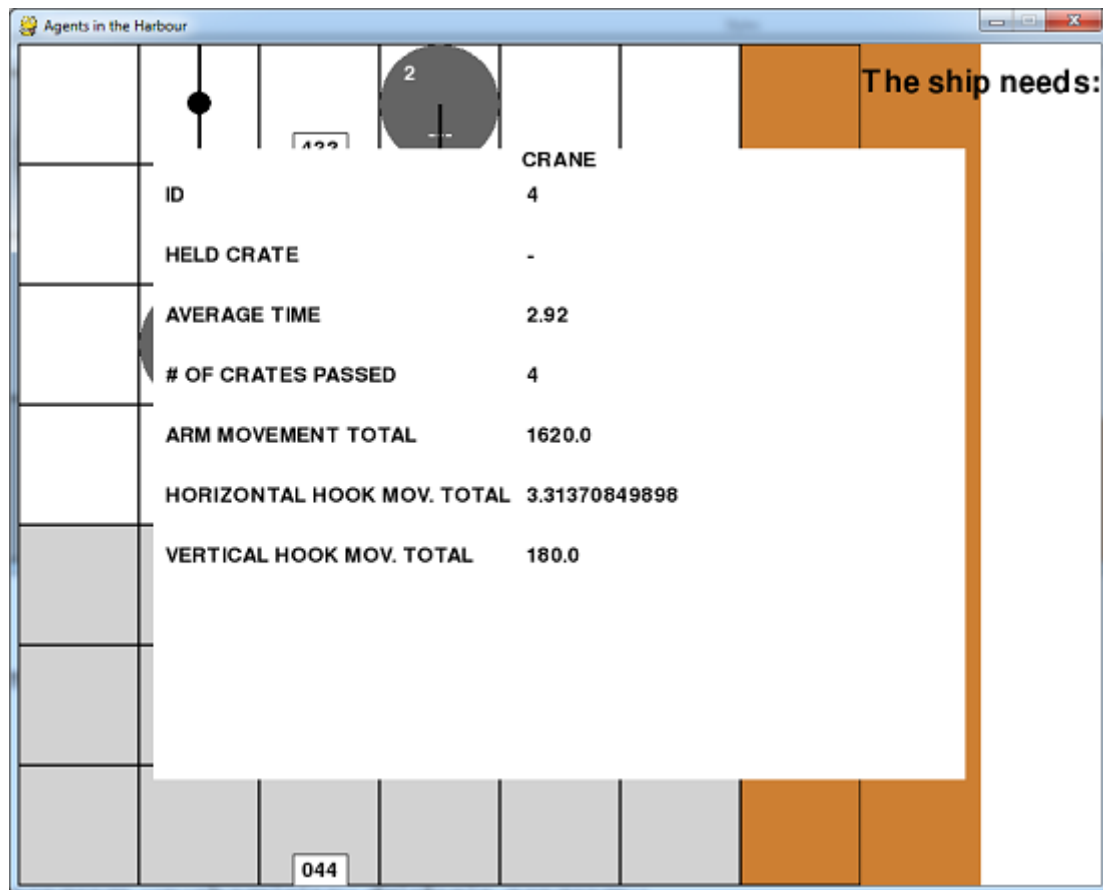 Agents in the Harbour
2
The ship needs:
CRANE
ID 4
HELD CRATE -
AVERAGE TIME 2.92
# OF CRATES PASSED 4
ARM MOVEMENT TOTAL 1620.0
HORIZONTAL HOOK MOV. TOTAL 3.31370849898
VERTICAL HOOK MOV. TOTAL 180.0
044